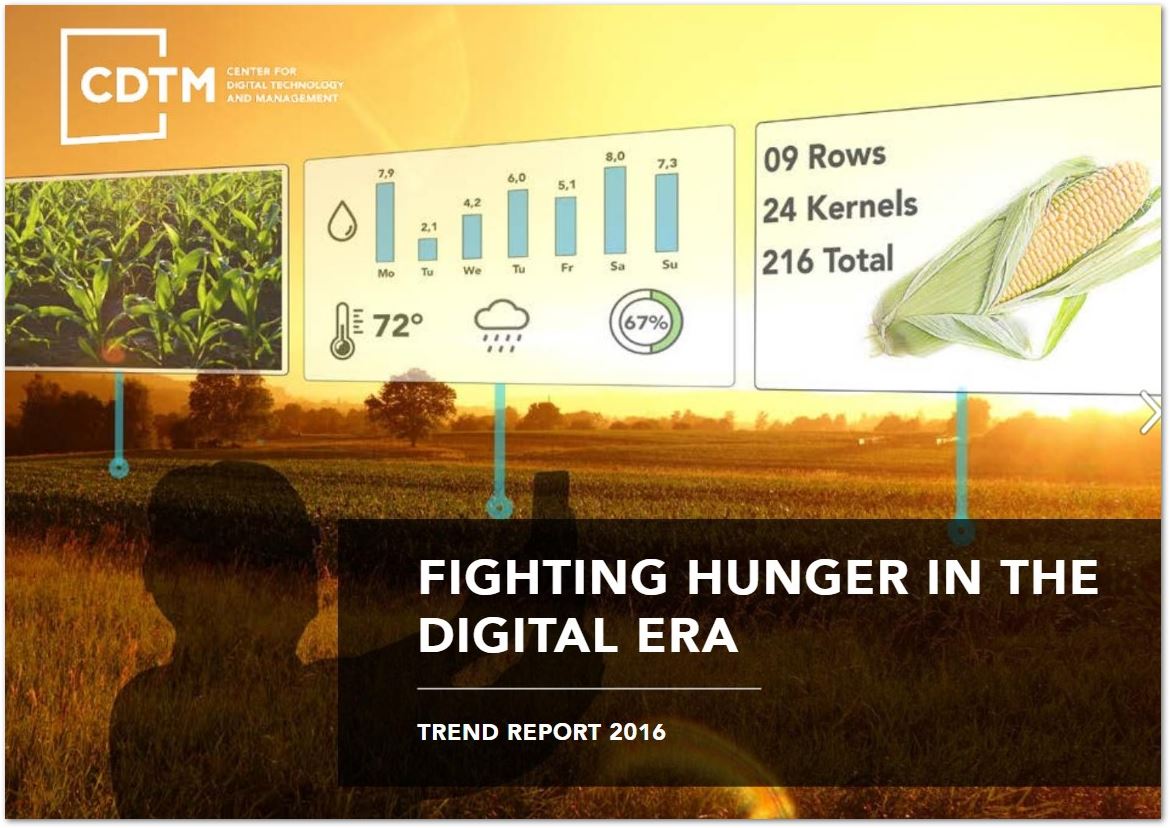 CDTM
CENTER FOR
DIGITAL TECHNOLOGY
AND MANAGEMENT
7,9
2,1
4,2
6,0
5,1
8,0
7,3
Mo
Tu
We
Tu
Fr
Sa
Su
72°
67%
09 Rows
24 Kernels
216 Total
FIGHTING HUNGER IN THE
DIGITAL ERA
TREND REPORT 2016